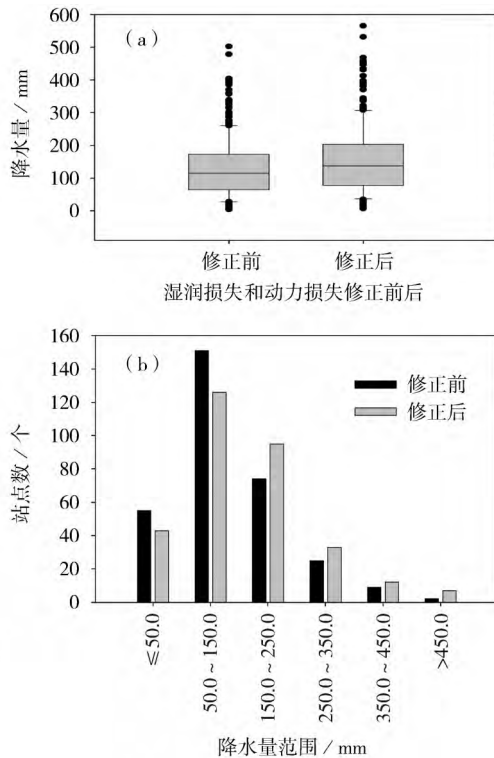 （a）
600
500
400
300
200
100
0
降水量 / mm
修正前 修正后
湿润损失和动力损失修正前后
（b）
160
140
120
100
80
60
40
20
0
站点数 / 个
修正前
修正后
≤50.0
50.0～150.0
150.0～250.0
250.0～350.0
350.0～450.0
>450.0
降水量范围 / mm